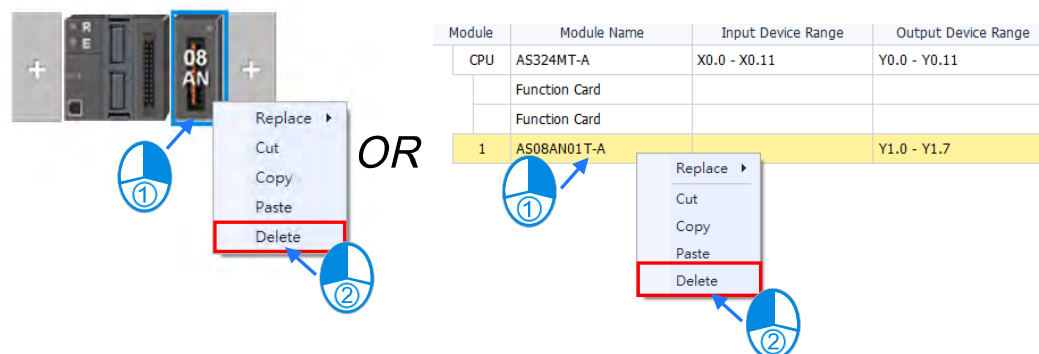 R
E
08
AN
+
+
Replace
Cut
Copy
Paste
Delete
①
②
OR
Module Module Name Input Device Range Output Device Range
CPU AS324MT-A X0.0 - X0.11 Y0.0 - Y0.11
Function Card
Function Card
1 AS08AN01T-A Y1.0 - Y1.7
Replace
Cut
Copy
Paste
Delete
①
②